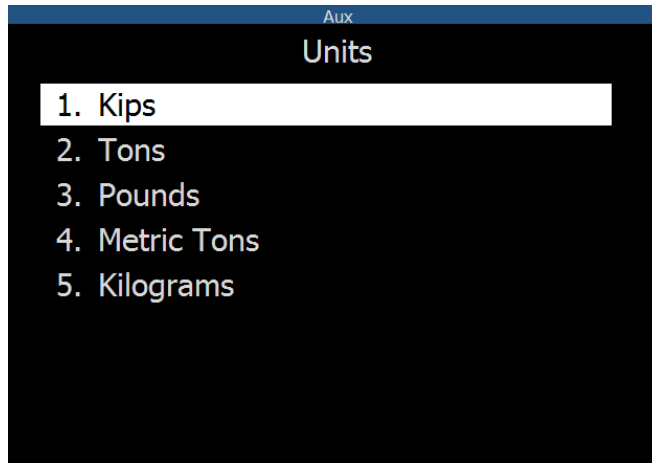 Aux
Units
1. Kips
2. Tons
3. Pounds
4. Metric Tons
5. Kilograms